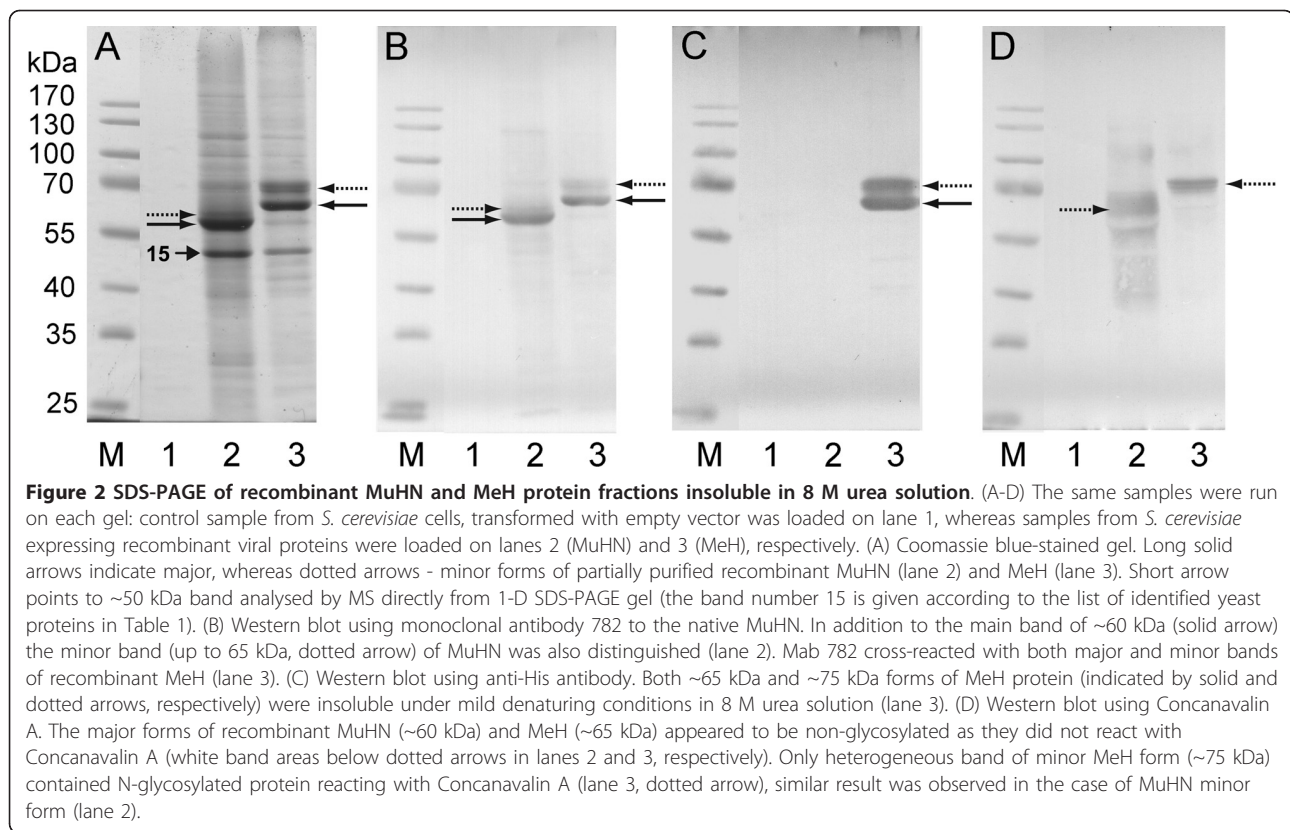 A
B
C
D
kDa
170
130
100
70
55
40
35
25
15
M 1 2 3
M 1 2 3
M 1 2 3
M 1 2 3
Figure 2 SDS-PAGE of recombinant MuHN and MeH protein fractions insoluble in 8 M urea solution. (A-D) The same samples were run
on each gel: control sample from S. cerevisiae cells, transformed with empty vector was loaded on lane 1, whereas samples from S. cerevisiae
expressing recombinant viral proteins were loaded on lanes 2 (MuHN) and 3 (MeH), respectively. (A) Coomassie blue-stained gel. Long solid
arrows indicate major, whereas dotted arrows - minor forms of partially purified recombinant MuHN (lane 2) and MeH (lane 3). Short arrow
points to ~50 kDa band analysed by MS directly from 1-D SDS-PAGE gel (the band number 15 is given according to the list of identified yeast
proteins in Table 1). (B) Western blot using monoclonal antibody 782 to the native MuHN. In addition to the main band of ~60 kDa (solid arrow)
the minor band (up to 65 kDa, dotted arrow) of MuHN was also distinguished (lane 2). Mab 782 cross-reacted with both major and minor bands
of recombinant MeH (lane 3). (C) Western blot using anti-His antibody. Both ~65 kDa and ~75 kDa forms of MeH protein (indicated by solid and
dotted arrows, respectively) were insoluble under mild denaturing conditions in 8 M urea solution (lane 3). (D) Western blot using Concanavalin
A. The major forms of recombinant MuHN (~60 kDa) and MeH (~65 kDa) appeared to be non-glycosylated as they did not react with
Concanavalin A (white band areas below dotted arrows in lanes 2 and 3, respectively). Only heterogeneous band of minor MeH form (~75 kDa)
contained N-glycosylated protein reacting with Concanavalin A (lane 3, dotted arrow), similar result was observed in the case of MuHN minor
form (lane 2).